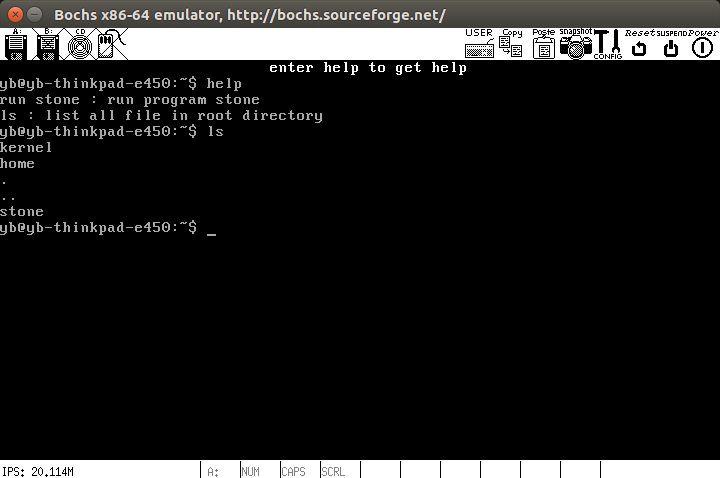 Bochs x86-64 emulator, http://bochs.sourceforge.net/
A: B: CD USER Copy Paste snapshot CONFIG Reset SUSPEND Power
enter help to get help
yb@yb-thinkpad-e450:~$ help
run stone : run program stone
ls : list all file in root directory
yb@yb-thinkpad-e450:~$ ls
kernel
home
.
..
stone
yb@yb-thinkpad-e450:~$ _
IPS: 20.114M A: NUM CAPS SCRL